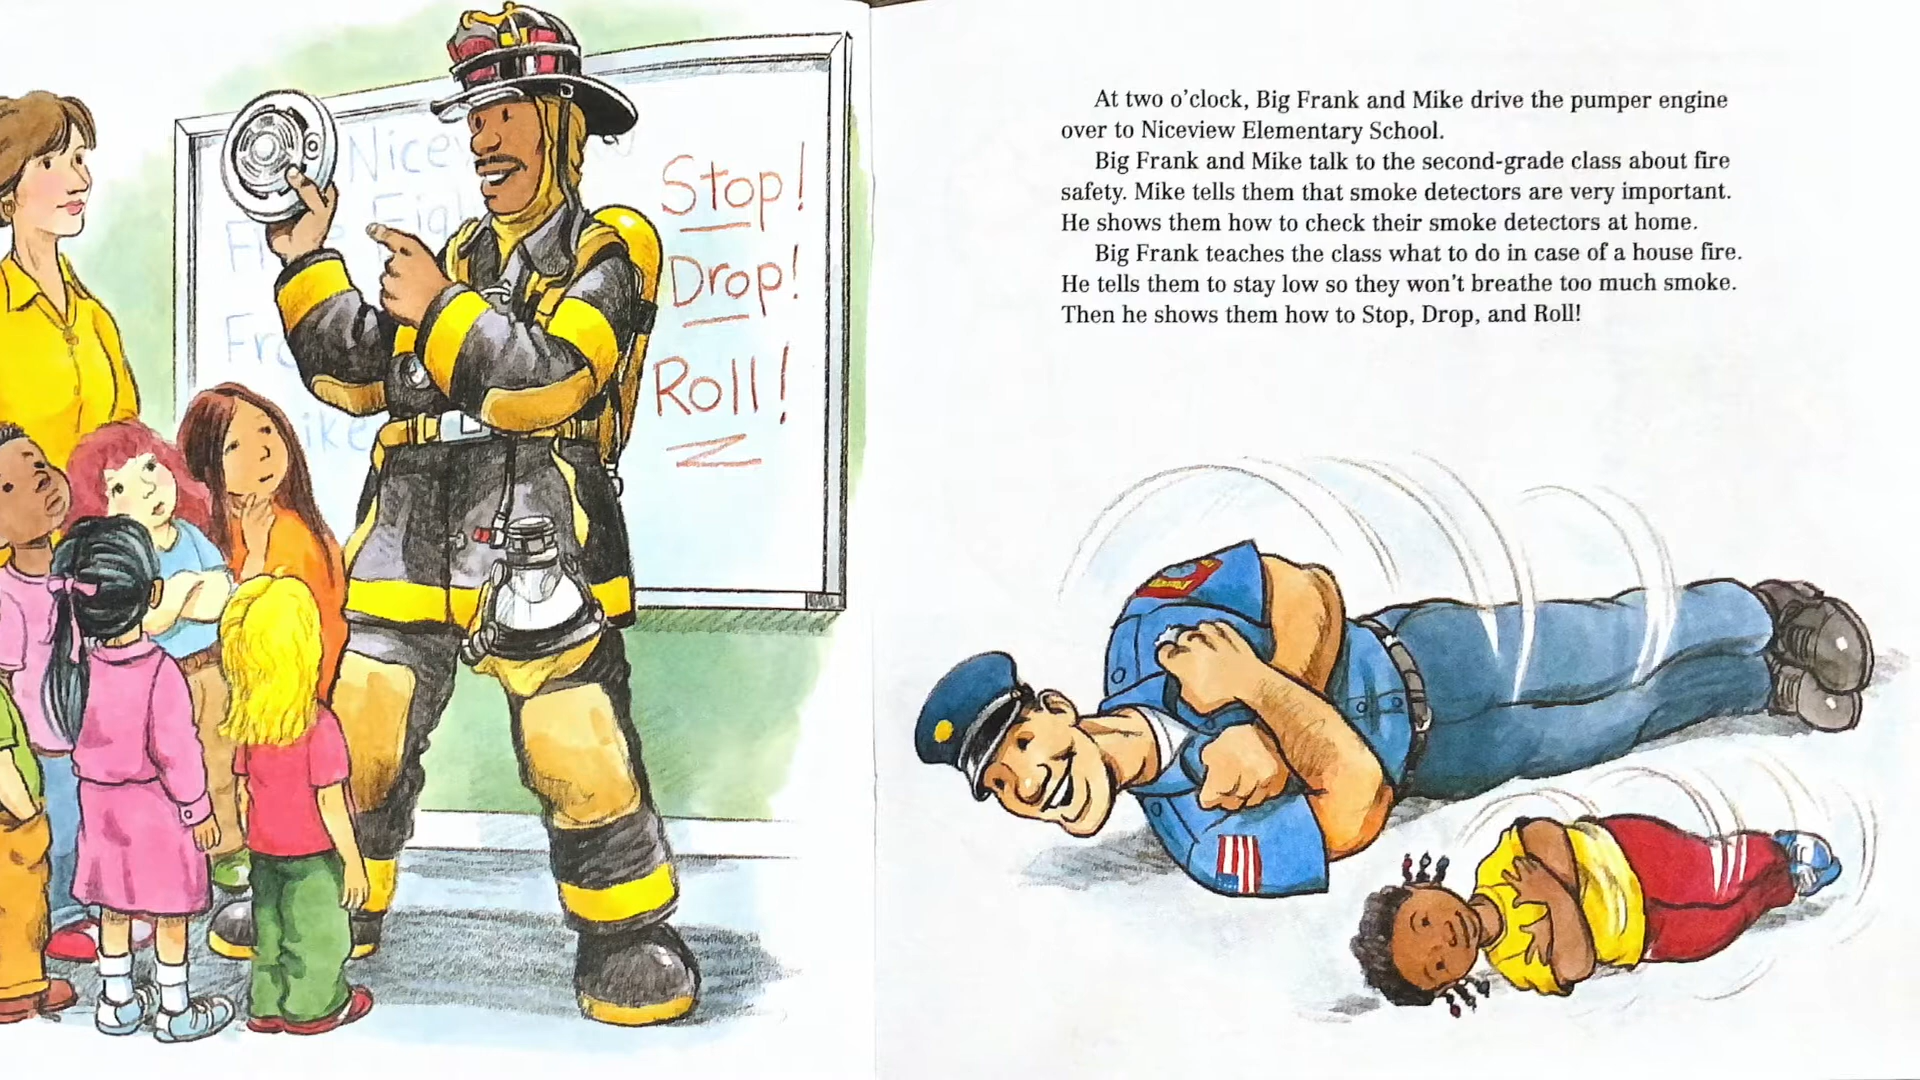 Stop!
Drop!
Roll!
At two o'clock, Big Frank and Mike drive the pumper engine
over to Niceview Elementary School.
Big Frank and Mike talk to the second-grade class about fire
safety. Mike tells them that smoke detectors are very important.
He shows them how to check their smoke detectors at home.
Big Frank teaches the class what to do in case of a house fire.
He tells them to stay low so they won't breathe too much smoke.
Then he shows them how to Stop, Drop, and Roll!